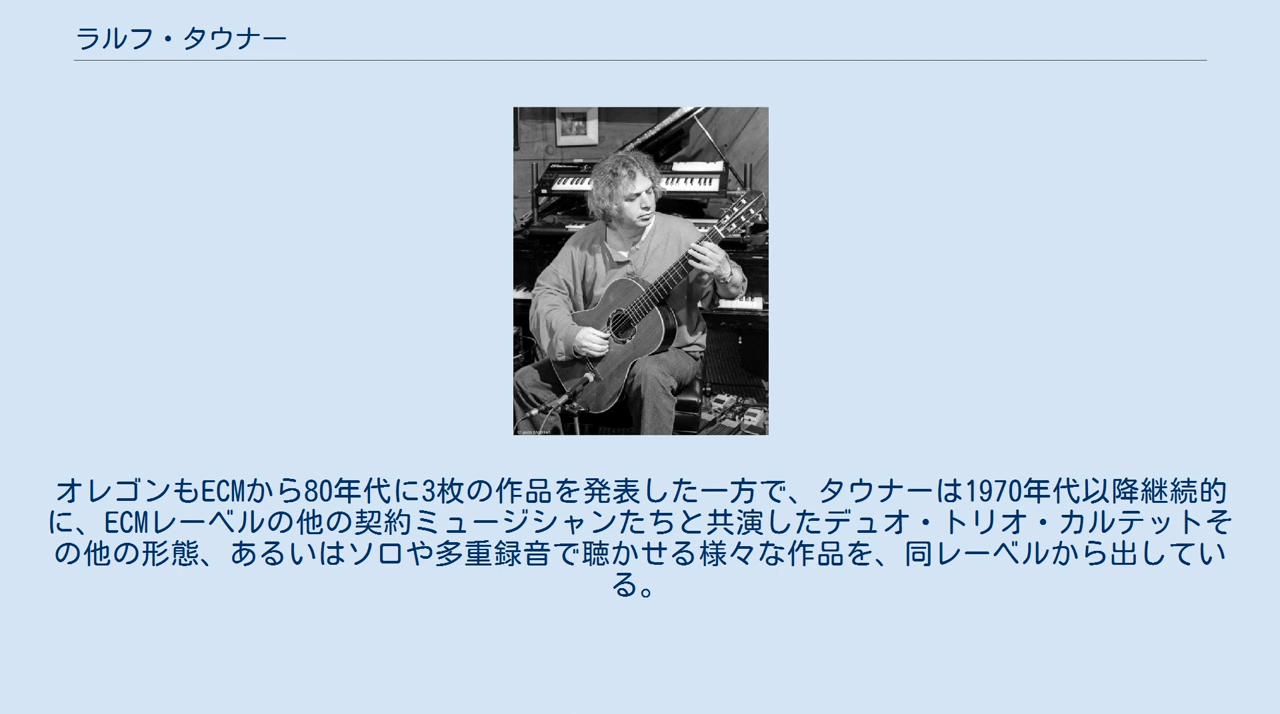 ラルフ・タウナー
オレゴンもECMから80年代に3枚の作品を発表した一方で、タウナーは1970年代以降継続的
に、ECMレーベルの他の契約ミュージシャンたちと共演したデュオ・トリオ・カルテットそ
の他の形態、あるいはソロや多重録音で聴かせる様々な作品を、同レーベルから出してい
る。